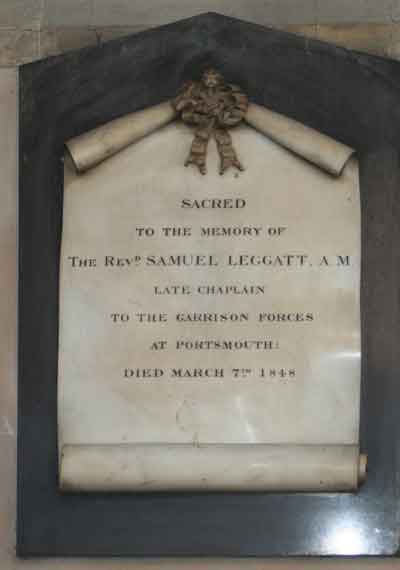 SACRED
TO THE MEMORY OF
THE REVD. SAMUEL LEGGATT, A.M
LATE CHAPLAIN
TO THE GARRISON FORCES
AT PORTSMOUTH:
DIED MARCH 7TH 1848